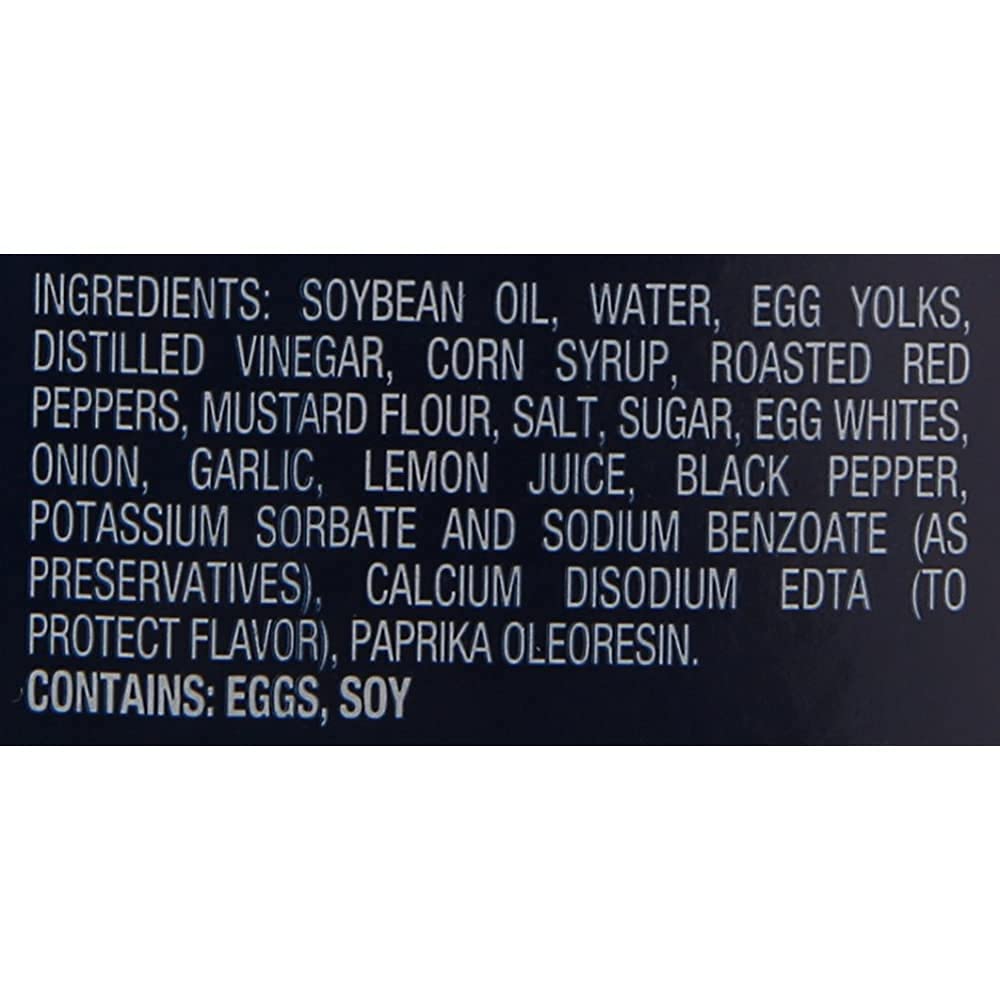 INGREDIENTS: SOYBEAN OIL, WATER, EGG YOLKS,
DISTILLED VINEGAR, CORN SYRUP, ROASTED RED
PEPPERS, MUSTARD FLOUR, SALT, SUGAR, EGG WHITES,
ONION, GARLIC, LEMON JUICE, BLACK PEPPER,
POTASSIUM SORBATE AND SODIUM BENZOATE (AS
PRESERVATIVES), CALCIUM DISODIUM EDTA (TO
PROTECT FLAVOR), PAPRIKA OLEORESIN.
CONTAINS: EGGS, SOY